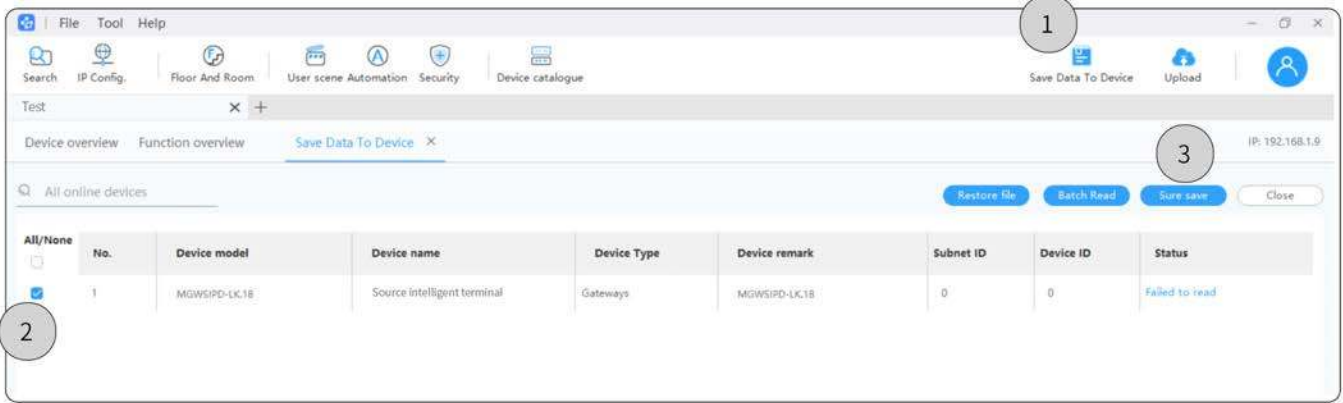 1
File Tool Help
Search IP Config. Floor And Room User scene Automation Security Device catalogue Save Data To Device Upload
Test
Device overview Function overview Save Data To Device IP: 192.168.1.9
3
All online devices Restore file Batch Read Sure save Close
All/None No. Device model Device name Device Type Device remark Subnet ID Device ID Status
1 MGWSIPD-LK.18 Source intelligent terminal Gateways MGWSIPD-LK.18 0 0 Failed to read
2